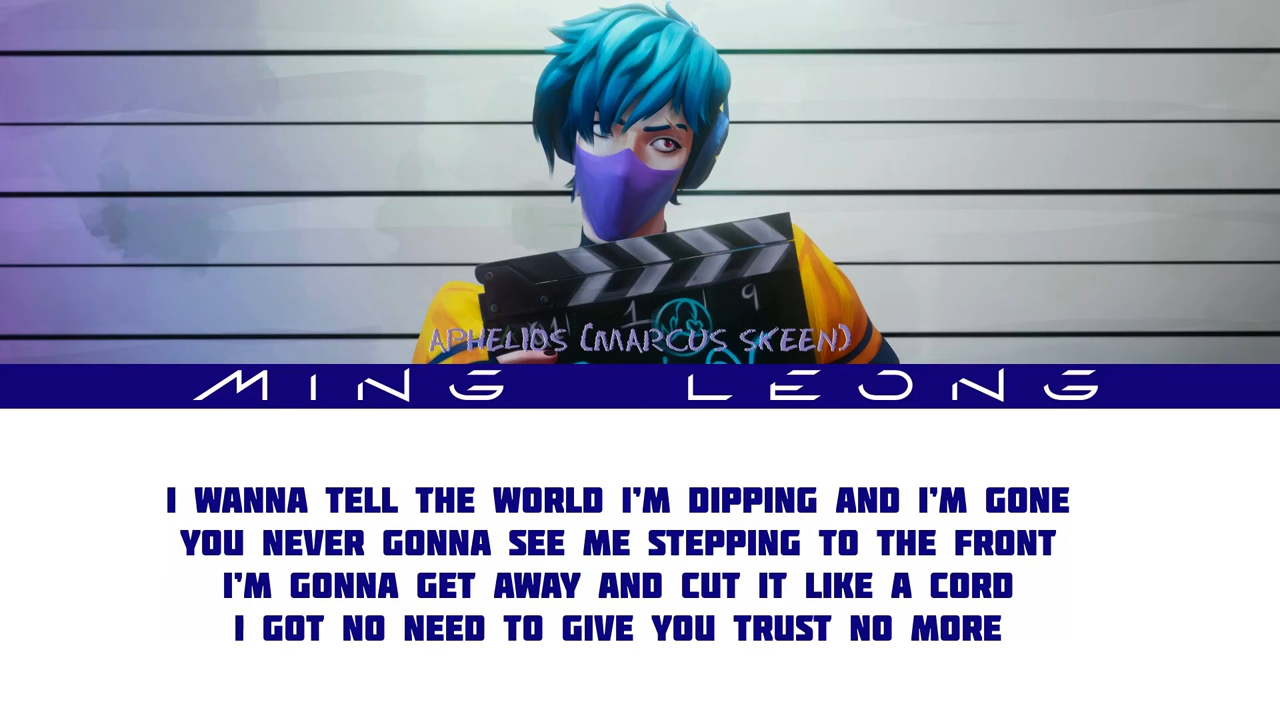 1 9
APHELIOS (MARCUS SKEEN)
MING LEONG
I WANNA TELL THE WORLD I'M DIPPING AND I'M GONE
YOU NEVER GONNA SEE ME STEPPING TO THE FRONT
I'M GONNA GET AWAY AND CUT IT LIKE A CORD
I GOT NO NEED TO GIVE YOU TRUST NO MORE